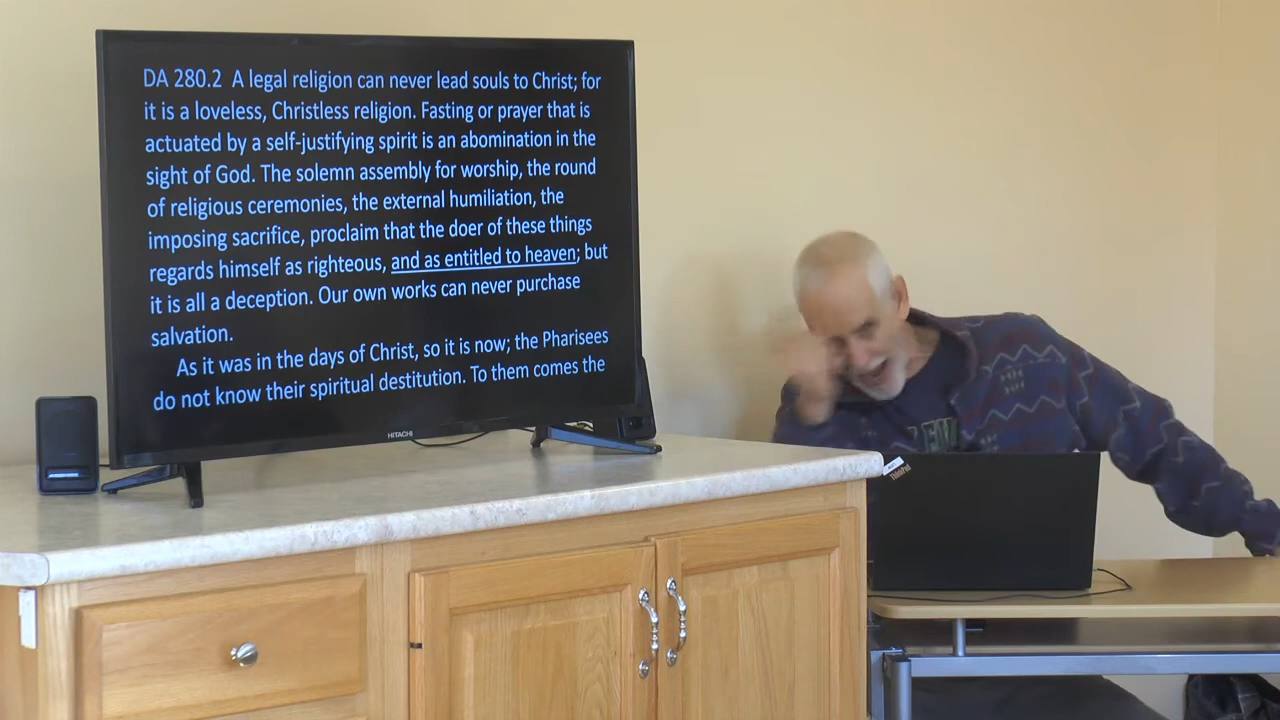 DA 280.2 A legal religion can never lead souls to Christ; for
it is a loveless, Christless religion. Fasting or prayer that is
actuated by a self-justifying spirit is an abomination in the
sight of God. The solemn assembly for worship, the round
of religious ceremonies, the external humiliation, the
imposing sacrifice, proclaim that the doer of these things
regards himself as righteous, and as entitled to heaven; but
it is all a deception. Our own works can never purchase
salvation.
As it was in the days of Christ, so it is now; the Pharisees
do not know their spiritual destitution. To them comes the
HITACHI
ThinkPad